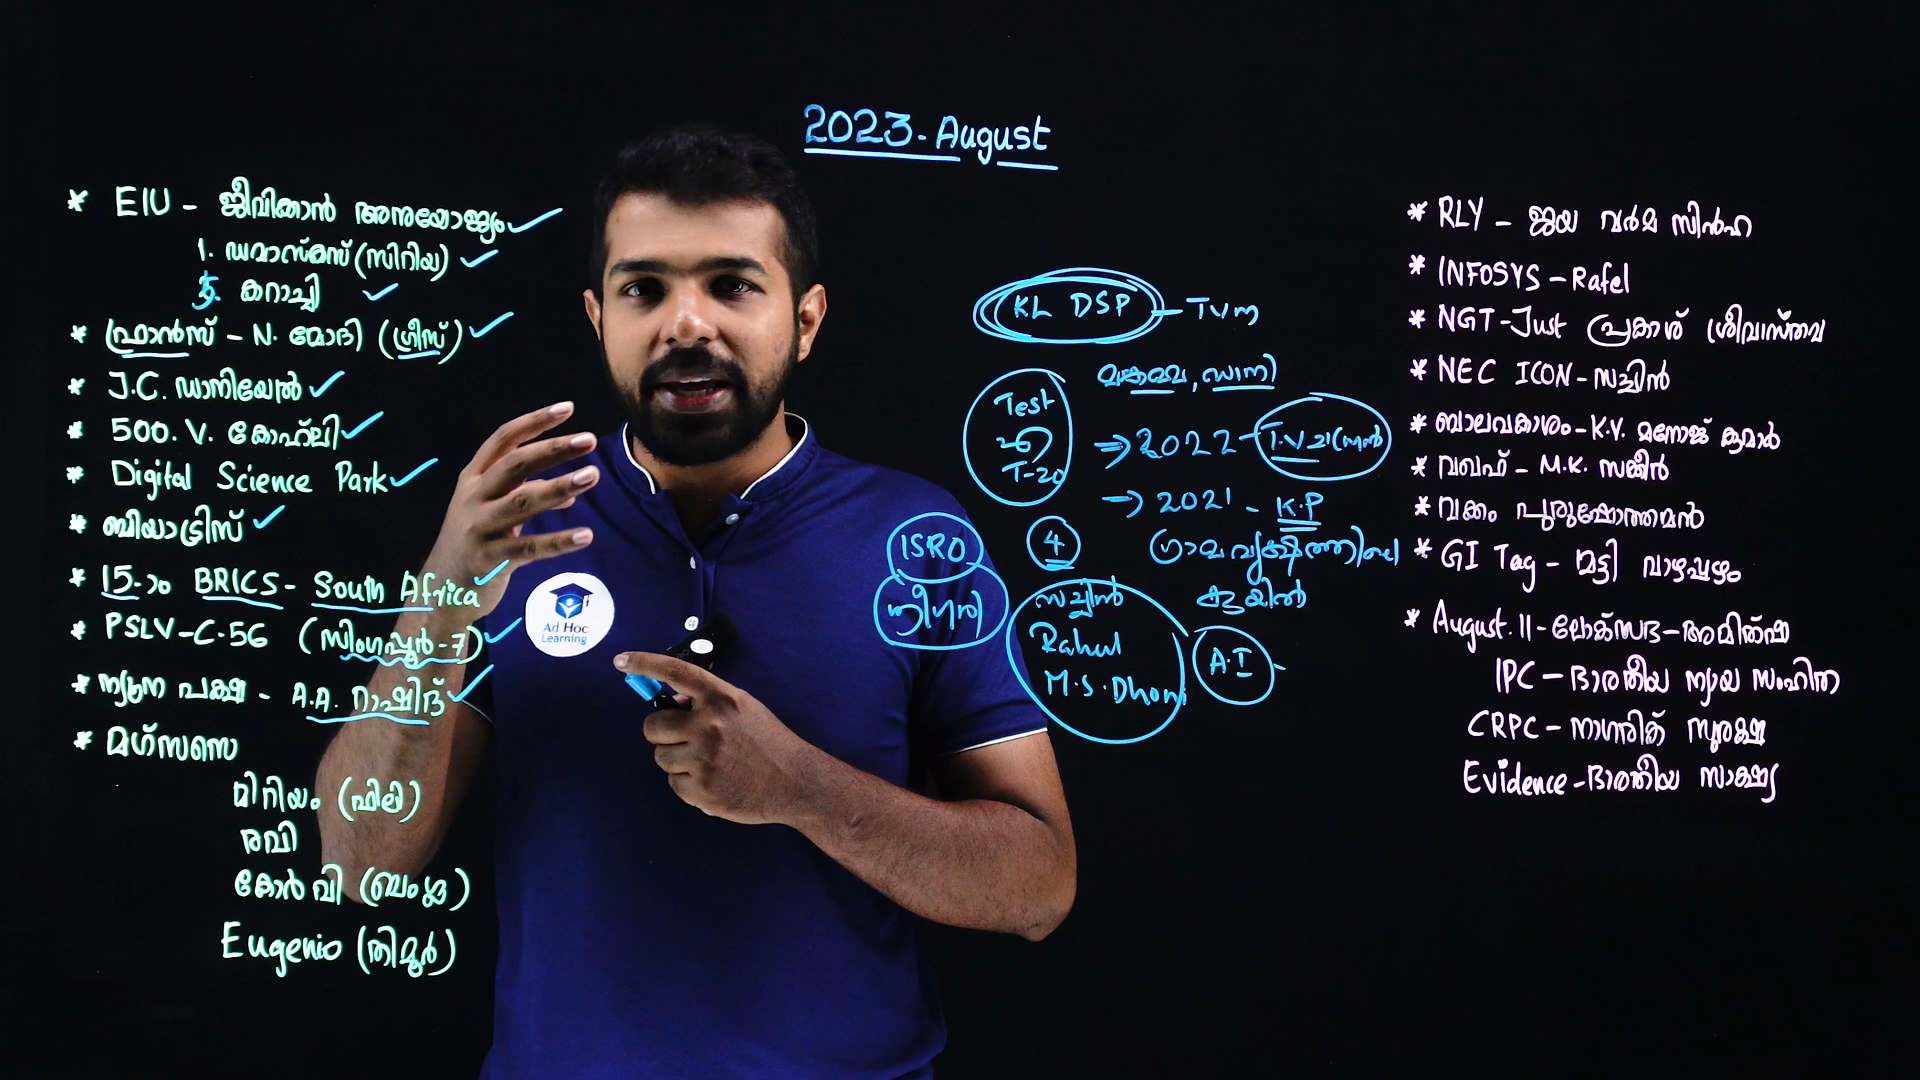 2023-August
* EIU - ജീവിതാൻ അനുയോജ്യം
1. ഡമാസ്കസ് (സിറിയ)
5. കറാച്ചി
* ഫ്രാൻസ് - N. മോദി (ഗ്രീസ്)
* J.C. ഡാനിയേൽ
* 500. V. കോഹ്ലി
* Digital Science Park
* ബിയാട്രിസ്
* 15-ാം BRICS - South Africa
* PSLV-C-56 (സിംഗപ്പൂർ-7)
* ന്യൂന പക്ഷ - A.A. റാഷിദ്
* മഗ്സസെ
മിറിയം (ഫിലി)
രവി
കോർവി (ബംഗ്ല)
Eugenio (തിമൂർ)
KL DSP - Tvm
Test
T-20
→ 2022 - T.V ചന്ദ്രൻ
→ 2021 - K.P
4
ISRO
സച്ചിൻ
Rahul
M.S.Dhoni
കുയിൽ
A.I -
Ad Hoc
Learning
* RLY - ജയ വർമ സിൻഹ
* INFOSYS - Rafel
* NGT - Just പ്രകാശ് ശ്രീവാസ്തവ
* NEC ICON - സച്ചിൻ
* ബാലവകാശം - K.V. മനോജ് കുമാർ
* വഖഫ് - M.K. സക്കീർ
* വക്കം പുരുഷോത്തമൻ
* GI Tag - മട്ടി വാഴപ്പഴം
* August.11 - ലോക്സഭ - അമിത്ഷ
IPC - ഭാരതീയ ന്യായ സംഹിത
CRPC - നാഗരിക് സുരക്ഷ
Evidence - ഭാരതീയ സാക്ഷ്യ